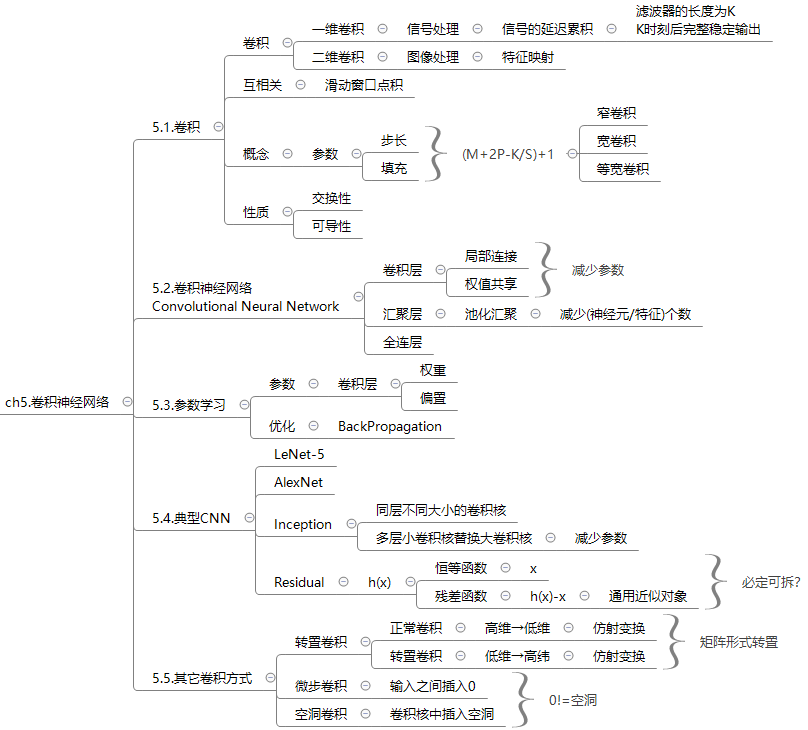 ch5.卷积神经网络
5.1.卷积
卷积
一维卷积
信号处理
信号的延迟累积
滤波器的长度为K
K时刻后完整稳定输出
二维卷积
图像处理
特征映射
互相关
滑动窗口点积
概念
参数
步长
填充
(M+2P-K/S)+1
窄卷积
宽卷积
等宽卷积
性质
交换性
可导性
5.2.卷积神经网络
Convolutional Neural Network
卷积层
局部连接
权值共享
减少参数
汇聚层
池化汇聚
减少(神经元/特征)个数
全连层
5.3.参数学习
参数
卷积层
权重
偏置
优化
BackPropagation
5.4.典型CNN
LeNet-5
AlexNet
Inception
同层不同大小的卷积核
多层小卷积核替换大卷积核
减少参数
Residual
h(x)
恒等函数
x
残差函数
h(x)-x
通用近似对象
必定可拆?
5.5.其它卷积方式
转置卷积
正常卷积
高维→低维
仿射变换
转置卷积
低维→高纬
仿射变换
矩阵形式转置
微步卷积
输入之间插入0
空洞卷积
卷积核中插入空洞
0!=空洞